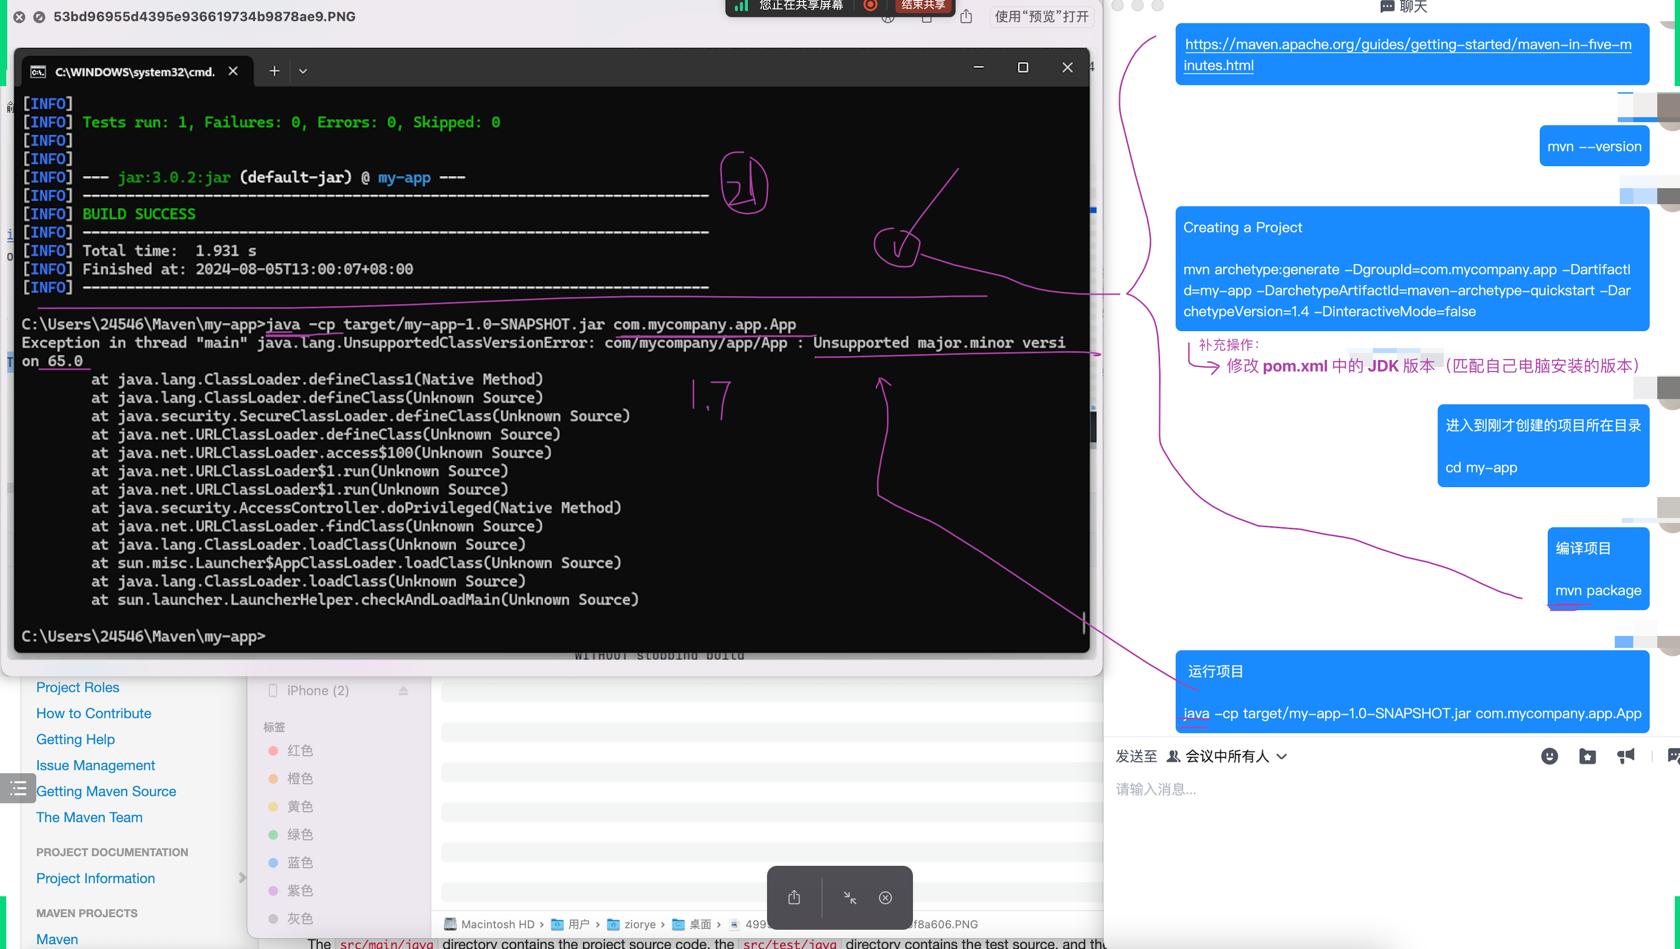 53bd96955d4395e936619734b9878ae9.PNG
您正在共享屏幕
结束共享
使用“预览”打开
C:\WINDOWS\system32\cmd.
[INFO]
[INFO] Tests run: 1, Failures: 0, Errors: 0, Skipped: 0
[INFO]
[INFO]
[INFO] --- jar:3.0.2:jar (default-jar) @ my-app ---
[INFO] ------------------------------------------------------------------------
[INFO] BUILD SUCCESS
[INFO] ------------------------------------------------------------------------
[INFO] Total time:  1.931 s
[INFO] Finished at: 2024-08-05T13:00:07+08:00
[INFO] ------------------------------------------------------------------------
21
C:\Users\24546\Maven\my-app>java -cp target/my-app-1.0-SNAPSHOT.jar com.mycompany.app.App
Exception in thread "main" java.lang.UnsupportedClassVersionError: com/mycompany/app/App : Unsupported major.minor versi
on 65.0
at java.lang.ClassLoader.defineClass1(Native Method)
at java.lang.ClassLoader.defineClass(Unknown Source)
at java.security.SecureClassLoader.defineClass(Unknown Source)
at java.net.URLClassLoader.defineClass(Unknown Source)
at java.net.URLClassLoader.access$100(Unknown Source)
at java.net.URLClassLoader$1.run(Unknown Source)
at java.net.URLClassLoader$1.run(Unknown Source)
at java.security.AccessController.doPrivileged(Native Method)
at java.net.URLClassLoader.findClass(Unknown Source)
at java.lang.ClassLoader.loadClass(Unknown Source)
at sun.misc.Launcher$AppClassLoader.loadClass(Unknown Source)
at java.lang.ClassLoader.loadClass(Unknown Source)
at sun.launcher.LauncherHelper.checkAndLoadMain(Unknown Source)
1.7
C:\Users\24546\Maven\my-app>
WITHOUT stopping build
Project Roles
How to Contribute
Getting Help
Issue Management
Getting Maven Source
The Maven Team
PROJECT DOCUMENTATION
Project Information
MAVEN PROJECTS
Maven
iPhone (2)
标签
红色
橙色
黄色
绿色
蓝色
紫色
灰色
Macintosh HD › 用户 › ziorye › 桌面 › 499
f8a606.PNG
The src/main/java directory contains the project source code, the src/test/java directory contains the test source, and the
聊天
https://maven.apache.org/guides/getting-started/maven-in-five-m
inutes.html
mvn --version
Creating a Project
mvn archetype:generate -DgroupId=com.mycompany.app -DartifactI
d=my-app -DarchetypeArtifactId=maven-archetype-quickstart -Dar
chetypeVersion=1.4 -DinteractiveMode=false
补充操作：
修改 pom.xml 中的 JDK 版本（匹配自己电脑安装的版本）
进入到刚才创建的项目所在目录
cd my-app
编译项目
mvn package
运行项目
java -cp target/my-app-1.0-SNAPSHOT.jar com.mycompany.app.App
发送至 会议中所有人
请输入消息...